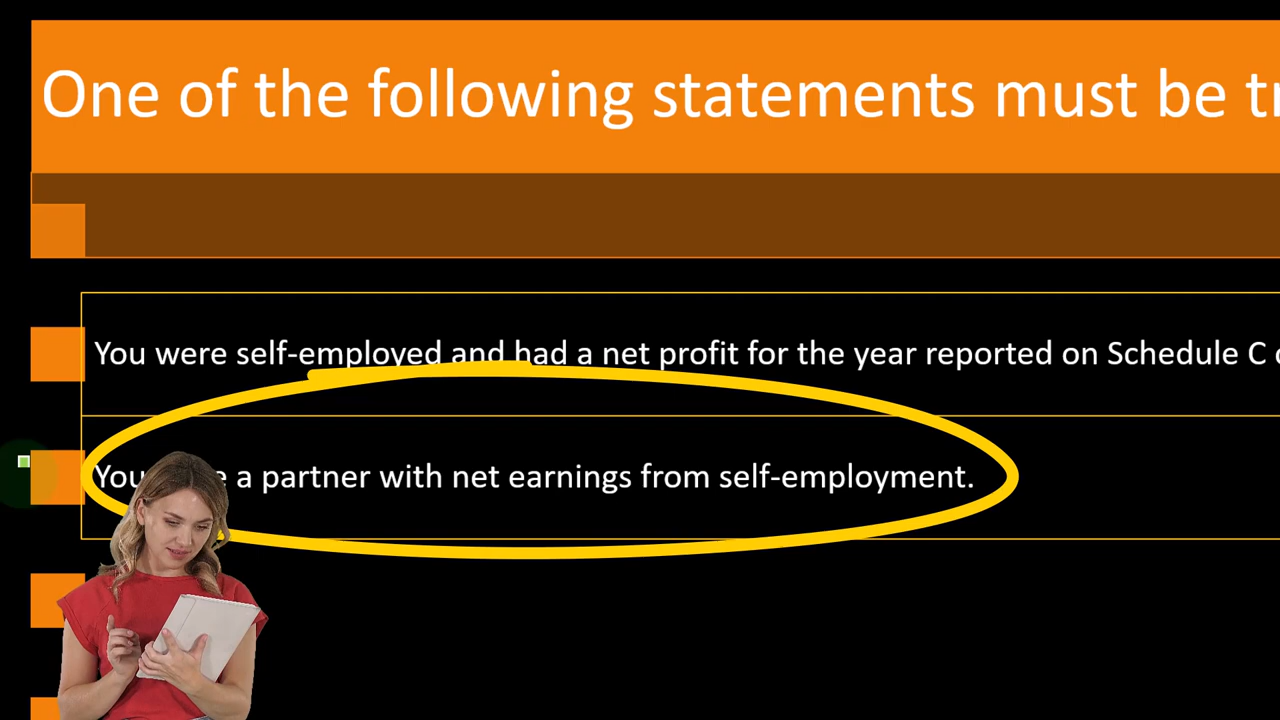 One of the following statements must be
You were self-employed and had a net profit for the year reported on Schedule C
You a partner with net earnings from self-employment.